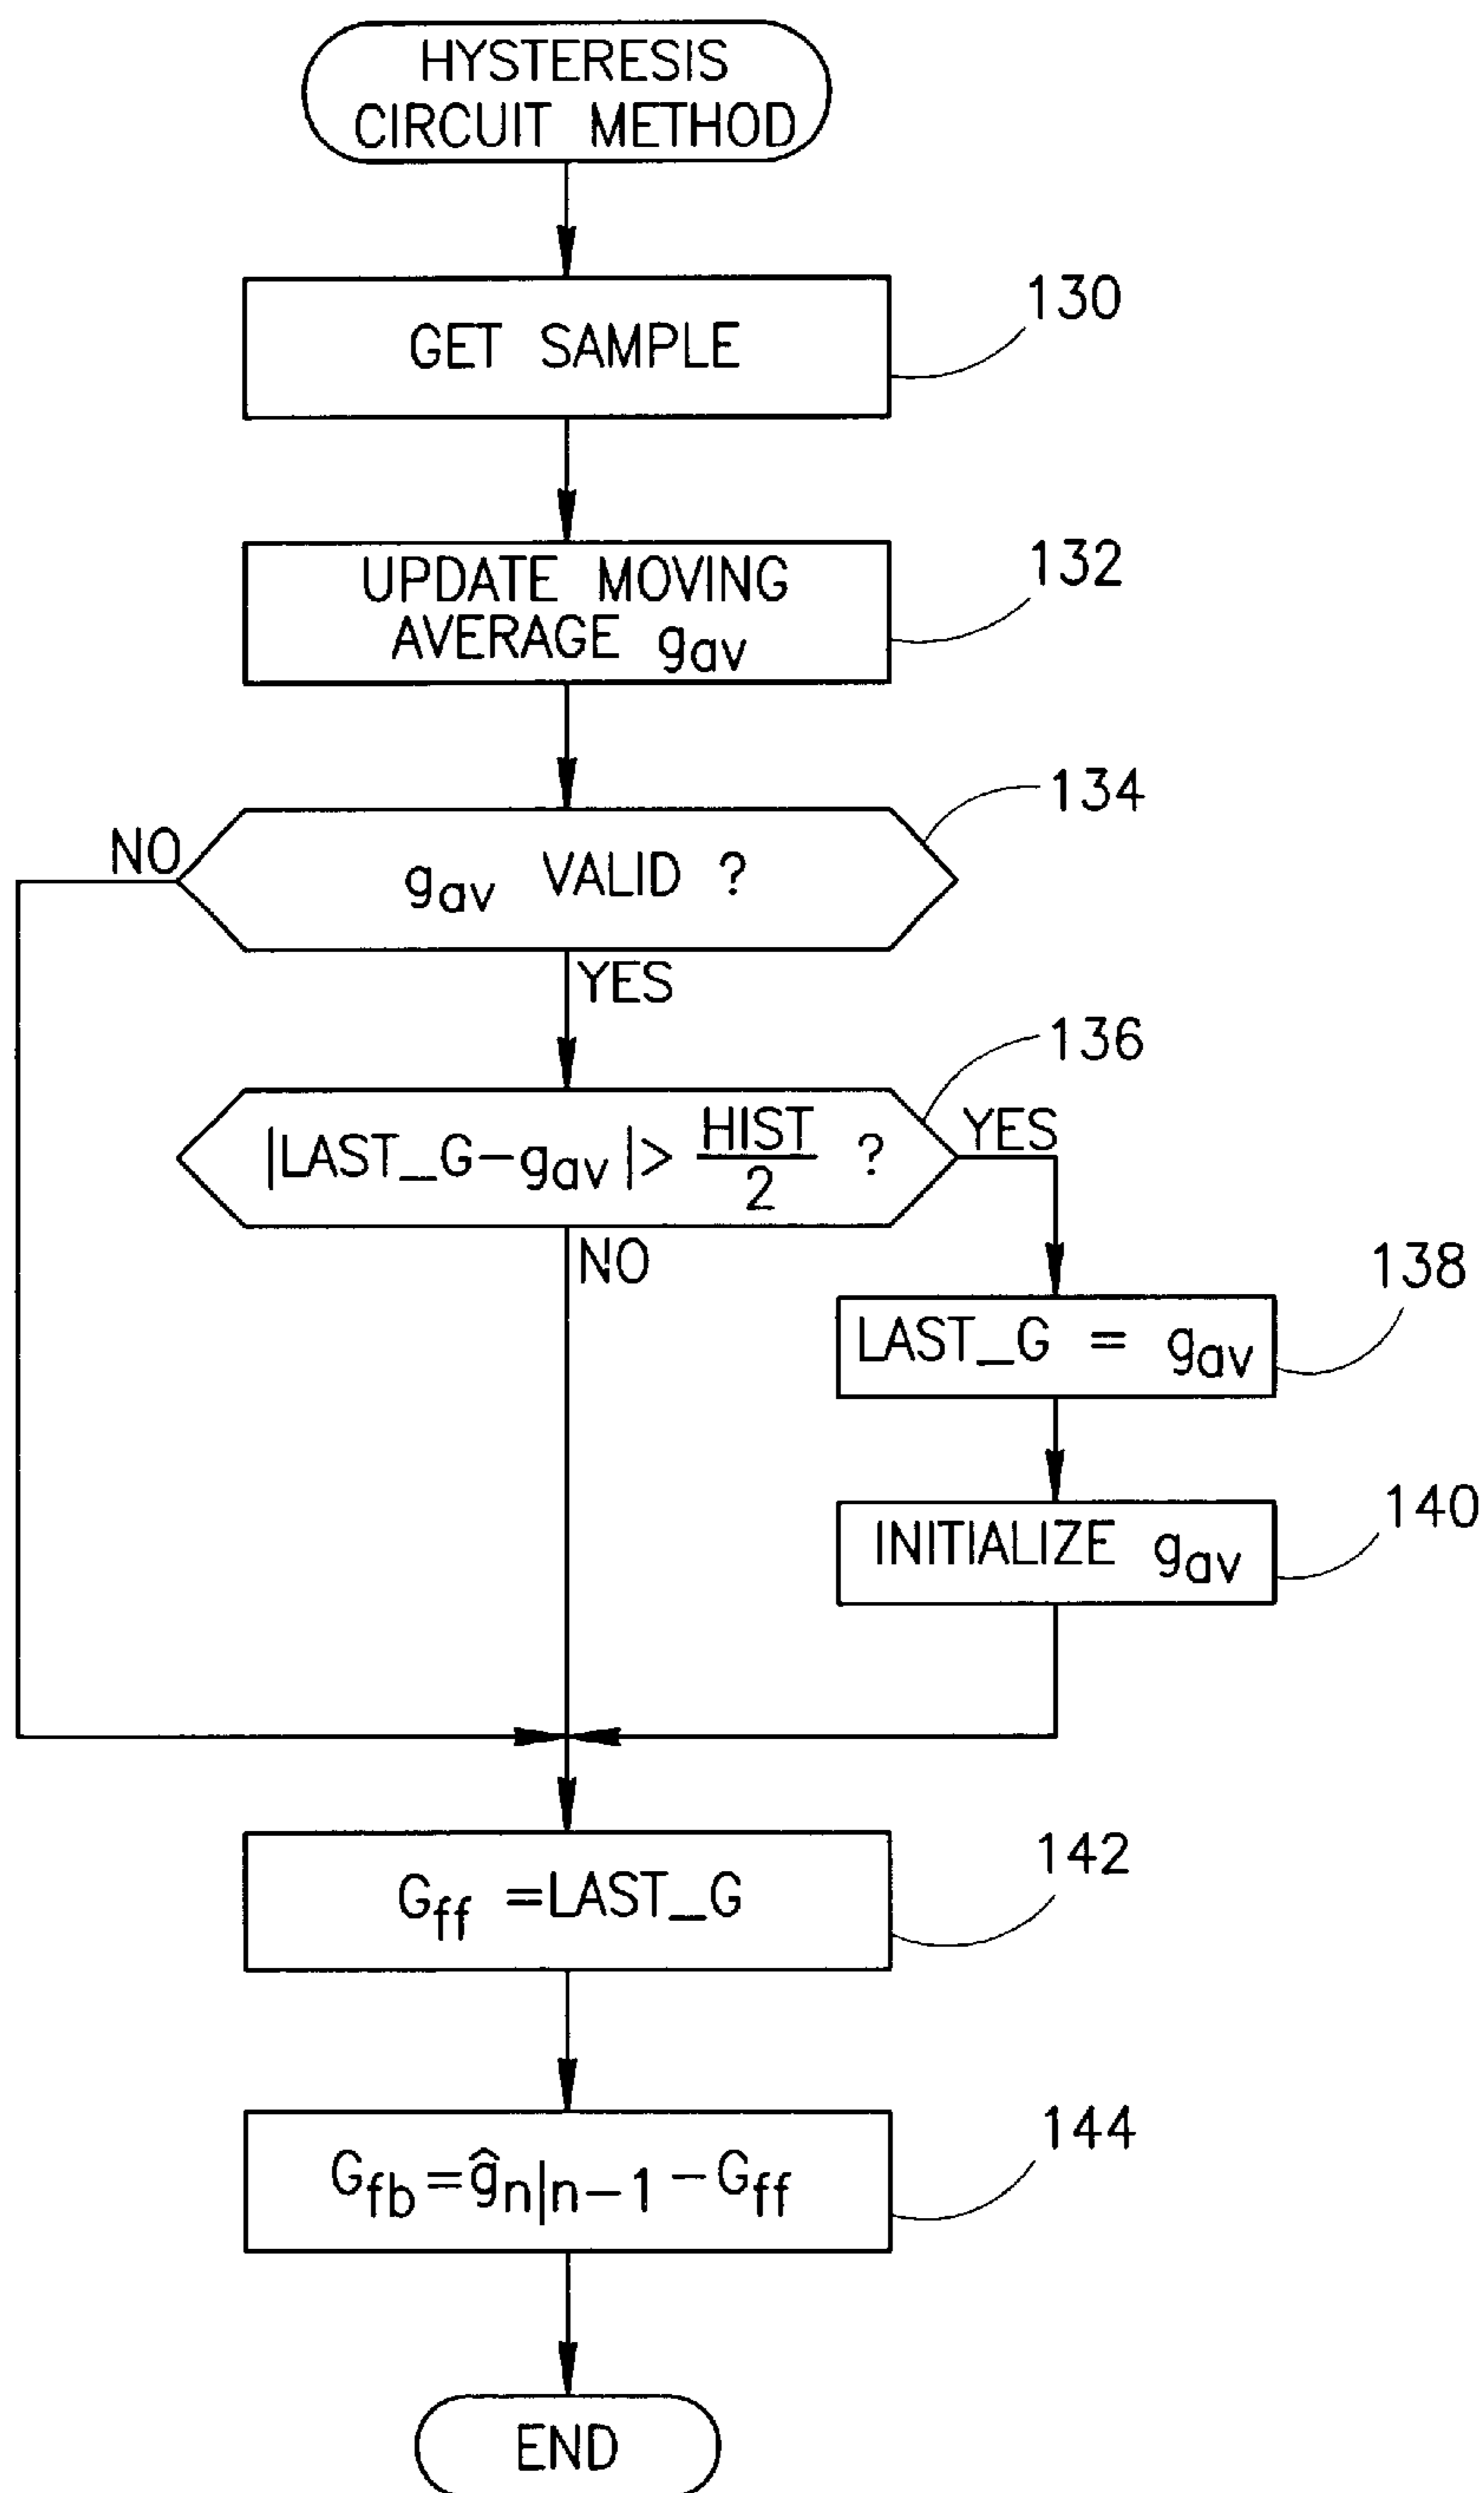 HYSTERESIS
CIRCUIT METHOD
130
GET SAMPLE
132
UPDATE MOVING
AVERAGE gav
134
NO
gav VALID ?
YES
136
|LAST_G-gav|> HIST/2 ?
YES
NO
138
LAST_G = gav
140
INITIALIZE gav
142
Gff =LAST_G
144
Gfb=ĝn|n-1-Gff
END